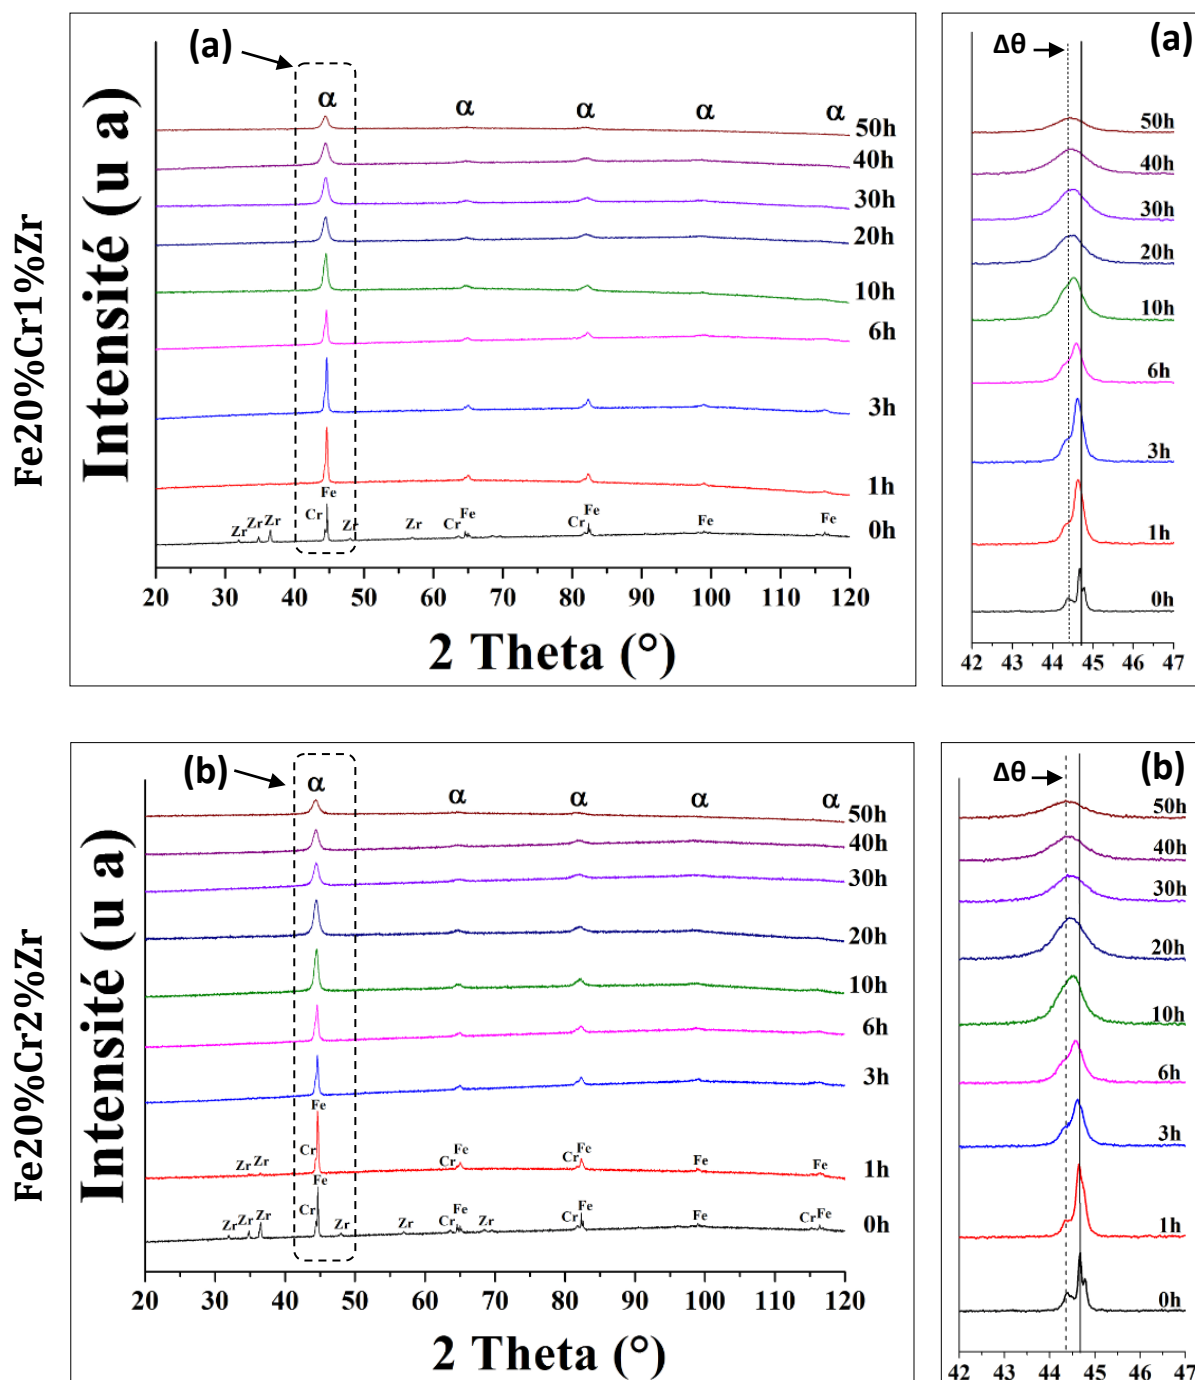 Fe20%Cr1%Zr
Intensité (u a)
(a)
α α α α α
50h
40h
30h
20h
10h
6h
3h
1h
Fe
Cr
Zr Zr Zr Zr Zr Cr Fe Cr Fe Fe Fe
0h
20 30 40 50 60 70 80 90 100 110 120
2 Theta (°)
Δθ
(a)
50h
40h
30h
20h
10h
6h
3h
1h
0h
42 43 44 45 46 47
Fe20%Cr2%Zr
Intensité (u a)
(b)
α α α α α
50h
40h
30h
20h
10h
6h
3h
Fe
Zr Zr Cr Cr Fe Cr Fe Fe Fe
1h
Fe
Zr Zr Zr Cr Zr Zr Cr Fe Zr Cr Fe Fe Cr Fe
0h
20 30 40 50 60 70 80 90 100 110 120
2 Theta (°)
Δθ
(b)
50h
40h
30h
20h
10h
6h
3h
1h
0h
42 43 44 45 46 47